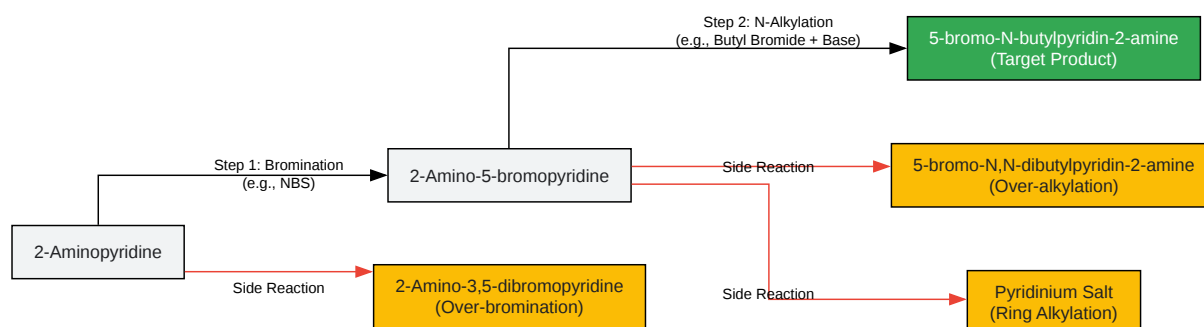 Step 2: N-Alkylation
(e.g., Butyl Bromide + Base)
5-bromo-N-butylpyridin-2-amine
(Target Product)
Step 1: Bromination
(e.g., NBS)
2-Amino-5-bromopyridine
Side Reaction
5-bromo-N,N-dibutylpyridin-2-amine
(Over-alkylation)
2-Aminopyridine
Side Reaction
2-Amino-3,5-dibromopyridine
(Over-bromination)
Side Reaction
Pyridinium Salt
(Ring Alkylation)